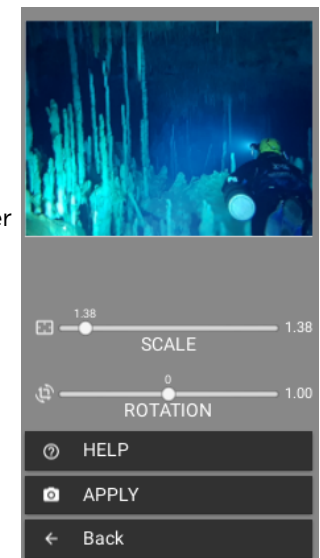 er
1.38
1.38
SCALE
0
1.00
ROTATION
HELP
APPLY
Back